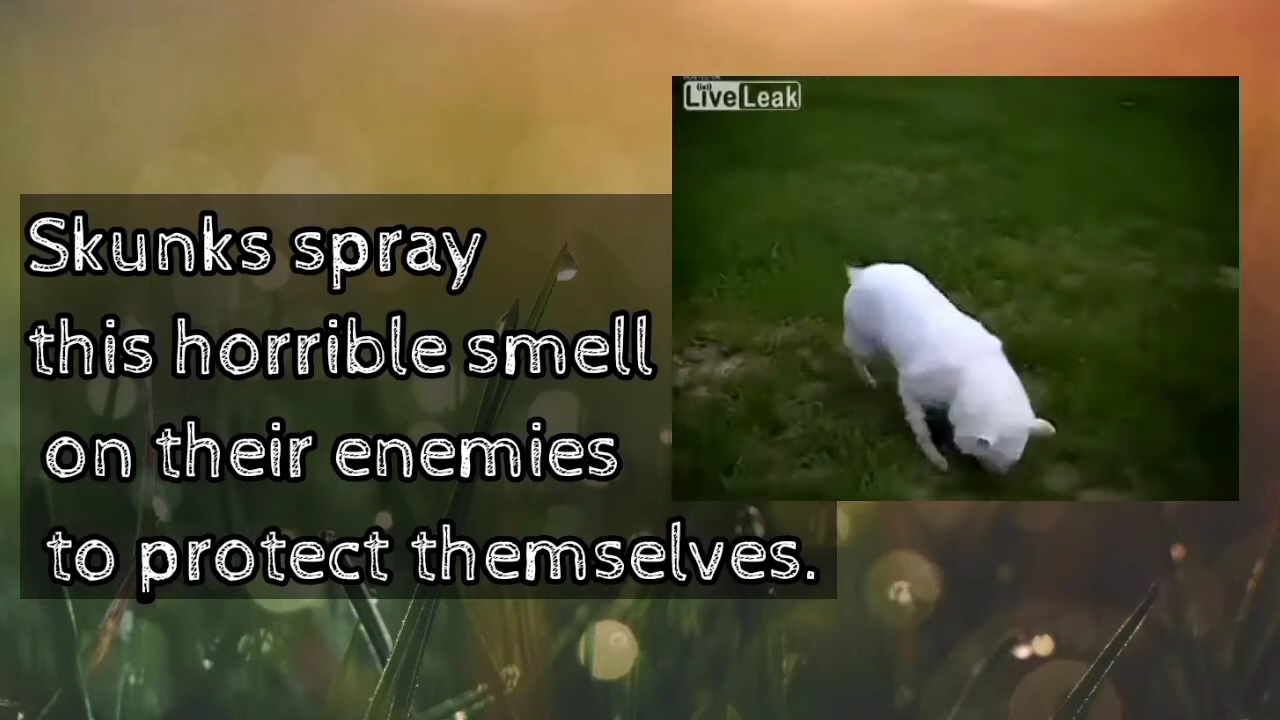 LiveLeak
Skunks spray
this horrible smell
on their enemies
to protect themselves.